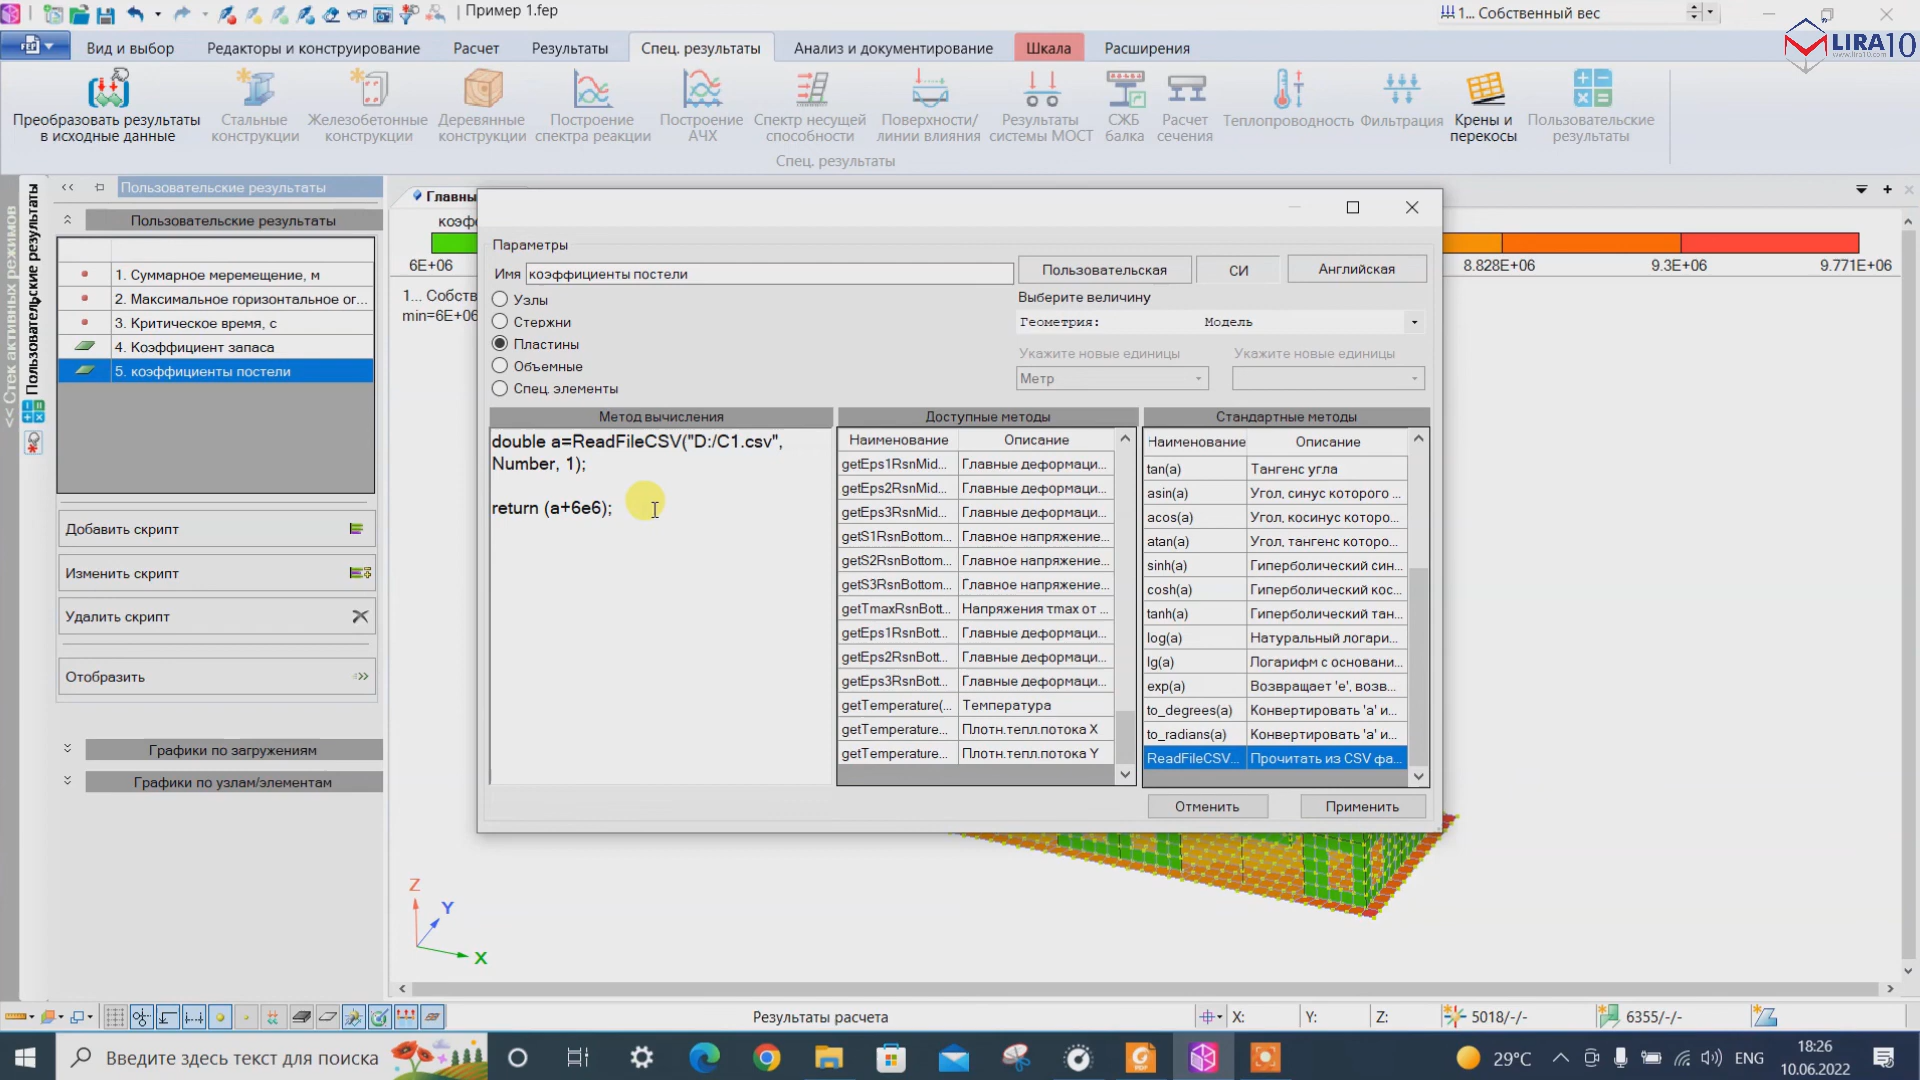 Пример 1.fep
1... Собственный вес
LIRA10
www.lira10.com
FEP
Вид и выбор
Редакторы и конструирование
Расчет
Результаты
Спец. результаты
Анализ и документирование
Шкала
Расширения
Преобразовать результаты
в исходные данные
Стальные
конструкции
Железобетонные
конструкции
Деревянные
конструкции
Построение
спектра реакции
Построение
АЧХ
Спектр несущей
способности
Поверхности/
линии влияния
Результаты
системы МОСТ
СЖБ
балка
Расчет
сечения
Теплопроводность
Фильтрация
Крены и
перекосы
Пользовательские
результаты
Спец. результаты
<< Стек активных режимов
Пользовательские результаты
Пользовательские результаты
Пользовательские результаты
1. Суммарное меремещение, м
2. Максимальное горизонтальное ог...
3. Критическое время, с
4. Коэффициент запаса
5. коэффициенты постели
Добавить скрипт
Изменить скрипт
Удалить скрипт
Отобразить
Графики по загружениям
Графики по узлам/элементам
Главны
коэфф
6E+06
8.828E+06
9.3E+06
9.771E+06
1... Собств
min=6E+06
Параметры
Имя
коэффициенты постели
Пользовательская
СИ
Английская
Узлы
Стержни
Пластины
Объемные
Спец. элементы
Выберите величину
Геометрия: Модель
Укажите новые единицы
Укажите новые единицы
Метр
Метод вычисления
double a=ReadFileCSV("D:/C1.csv",
Number, 1);
return (a+6e6);
Доступные методы
Наименование Описание
getEps1RsnMid... Главные деформаци...
getEps2RsnMid... Главные деформаци...
getEps3RsnMid... Главные деформаци...
getS1RsnBottom... Главное напряжение...
getS2RsnBottom... Главное напряжение...
getS3RsnBottom... Главное напряжение...
getTmaxRsnBott... Напряжения τmax от ...
getEps1RsnBott... Главные деформаци...
getEps2RsnBott... Главные деформаци...
getEps3RsnBott... Главные деформаци...
getTemperature(... Температура
getTemperature... Плотн.тепл.потока X
getTemperature... Плотн.тепл.потока Y
Стандартные методы
Наименование Описание
tan(a) Тангенс угла
asin(a) Угол, синус которого ...
acos(a) Угол, косинус которо...
atan(a) Угол, тангенс которо...
sinh(a) Гиперболический син...
cosh(a) Гиперболический кос...
tanh(a) Гиперболический тан...
log(a) Натуральный логари...
lg(a) Логарифм с основани...
exp(a) Возвращает 'e', возв...
to_degrees(a) Конвертировать 'a' и...
to_radians(a) Конвертировать 'a' и...
ReadFileCSV... Прочитать из CSV фа...
Отменить
Применить
Z
Y
X
Результаты расчета
X:
Y:
Z:
5018/-/-
6355/-/-
Введите здесь текст для поиска
29°C
ENG
18:26
10.06.2022